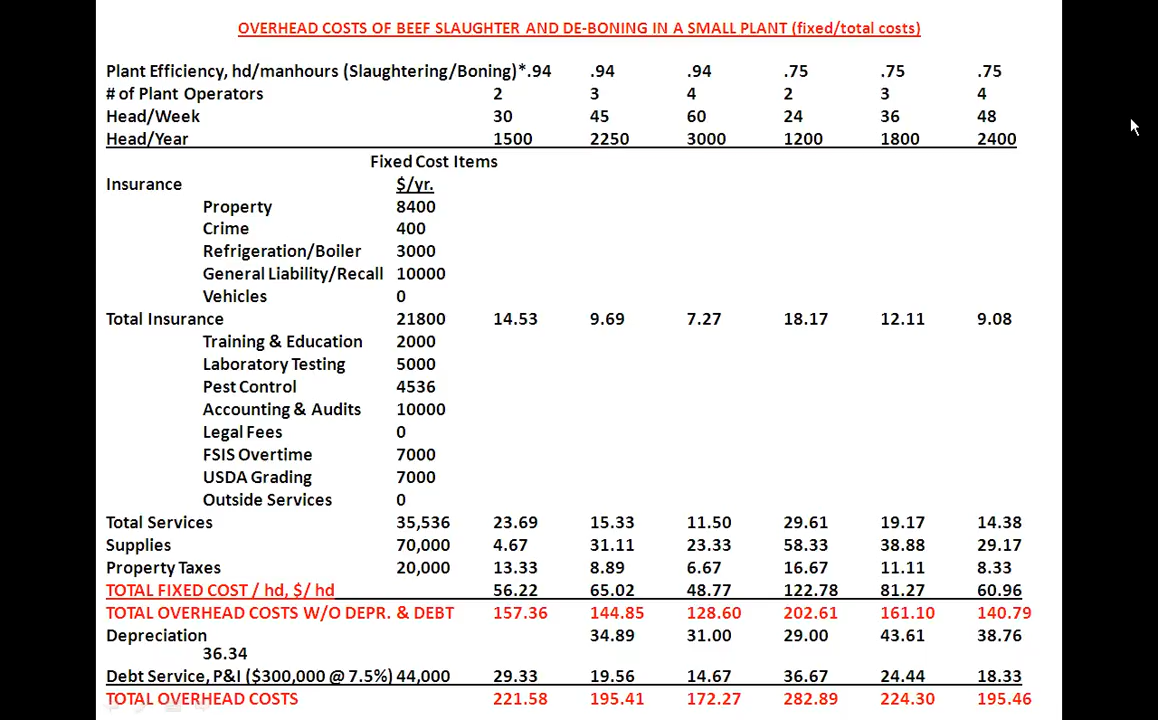 OVERHEAD COSTS OF BEEF SLAUGHTER AND DE-BONING IN A SMALL PLANT (fixed/total costs)
Plant Efficiency, hd/manhours (Slaughtering/Boning)*.94 .94 .94 .75 .75 .75
# of Plant Operators 2 3 4 2 3 4
Head/Week 30 45 60 24 36 48
Head/Year 1500 2250 3000 1200 1800 2400
Fixed Cost Items
Insurance $/yr.
Property 8400
Crime 400
Refrigeration/Boiler 3000
General Liability/Recall 10000
Vehicles 0
Total Insurance 21800 14.53 9.69 7.27 18.17 12.11 9.08
Training & Education 2000
Laboratory Testing 5000
Pest Control 4536
Accounting & Audits 10000
Legal Fees 0
FSIS Overtime 7000
USDA Grading 7000
Outside Services 0
Total Services 35,536 23.69 15.33 11.50 29.61 19.17 14.38
Supplies 70,000 4.67 31.11 23.33 58.33 38.88 29.17
Property Taxes 20,000 13.33 8.89 6.67 16.67 11.11 8.33
TOTAL FIXED COST / hd, $/ hd 56.22 65.02 48.77 122.78 81.27 60.96
TOTAL OVERHEAD COSTS W/O DEPR. & DEBT 157.36 144.85 128.60 202.61 161.10 140.79
Depreciation 34.89 31.00 29.00 43.61 38.76
36.34
Debt Service, P&I ($300,000 @ 7.5%) 44,000 29.33 19.56 14.67 36.67 24.44 18.33
TOTAL OVERHEAD COSTS 221.58 195.41 172.27 282.89 224.30 195.46